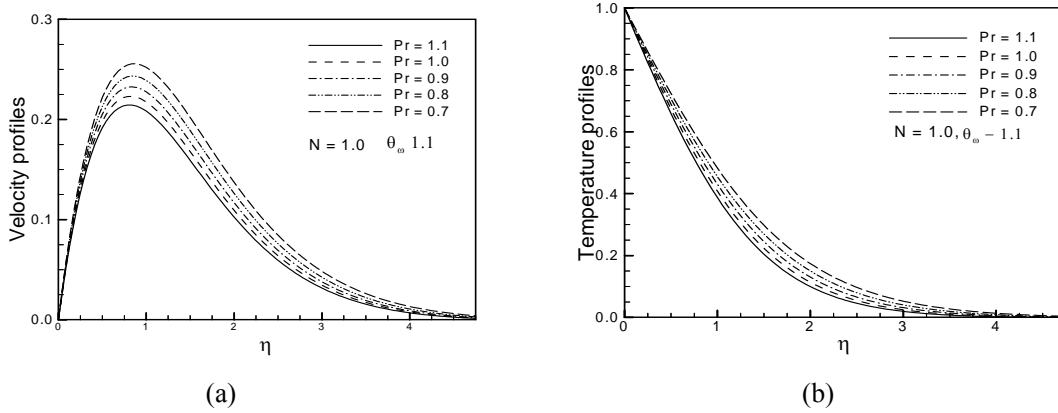 0.3
0.2
0.1
0.0
Velocity profiles
Pr = 1.1
Pr = 1.0
Pr = 0.9
Pr = 0.8
Pr = 0.7
N = 1.0 θω 1.1
0 1 2 3 4
η
(a)
1.0
0.8
0.6
0.4
0.2
0.0
Temperature profiles
Pr = 1.1
Pr = 1.0
Pr = 0.9
Pr = 0.8
Pr = 0.7
N = 1.0, θω − 1.1
0 1 2 3 4
η
(b)